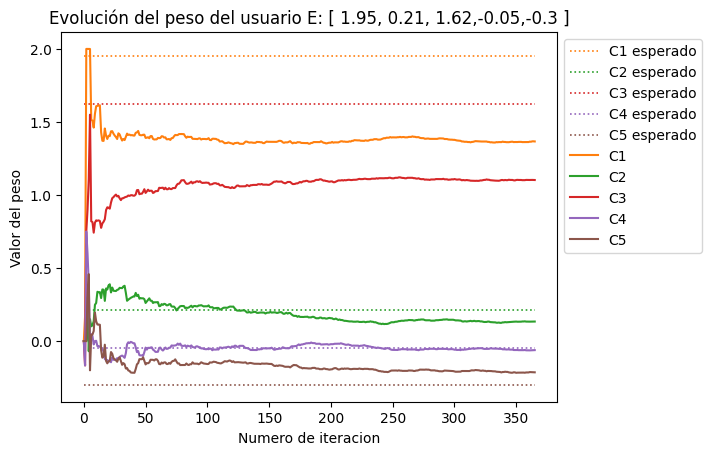 Evolución del peso del usuario E: [ 1.95, 0.21, 1.62,-0.05,-0.3 ]
2.0
1.5
1.0
0.5
0.0
Valor del peso
0 50 100 150 200 250 300 350
Numero de iteracion
C1 esperado
C2 esperado
C3 esperado
C4 esperado
C5 esperado
C1
C2
C3
C4
C5